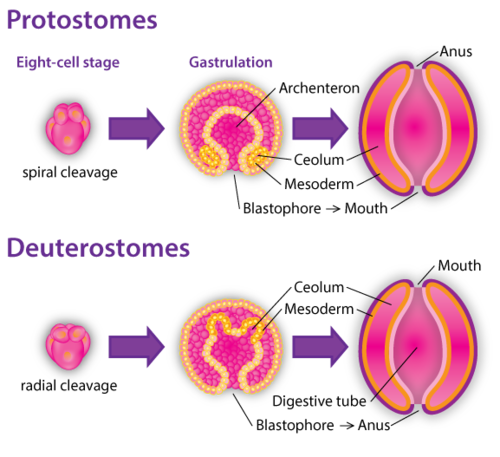 Protostomes
Eight-cell stage
Gastrulation
Anus
Archenteron
spiral cleavage
Ceolum
Mesoderm
Blastophore → Mouth
Deuterostomes
Mouth
Ceolum
Mesoderm
radial cleavage
Digestive tube
Blastophore → Anus